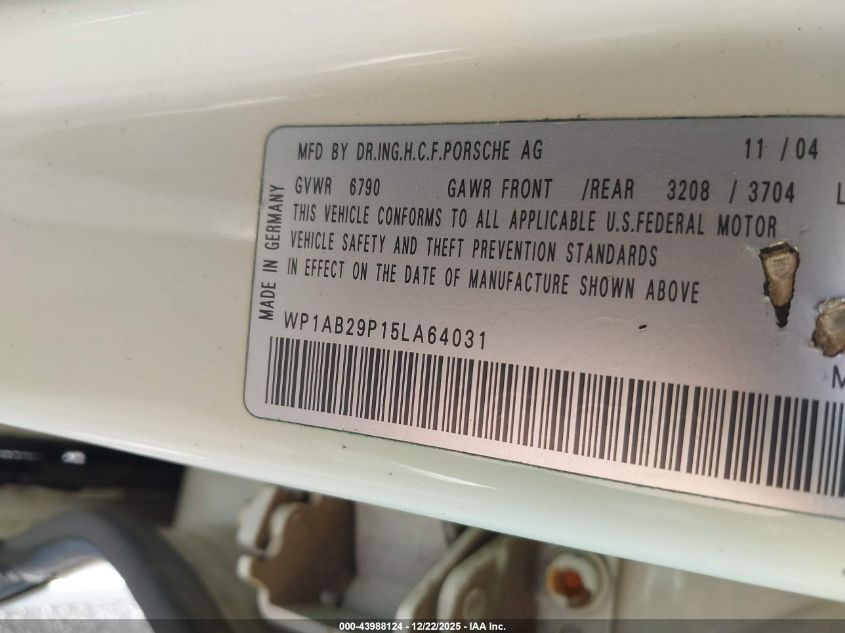 MFD BY DR.ING.H.C.F.PORSCHE AG 11 / 04
GVWR 6790 GAWR FRONT /REAR 3208 / 3704 L
THIS VEHICLE CONFORMS TO ALL APPLICABLE U.S.FEDERAL MOTOR
VEHICLE SAFETY AND THEFT PREVENTION STANDARDS
IN EFFECT ON THE DATE OF MANUFACTURE SHOWN ABOVE
MADE IN GERMANY
WP1AB29P15LA64031
M
000-43988124 - 12/22/2025 - IAA Inc.